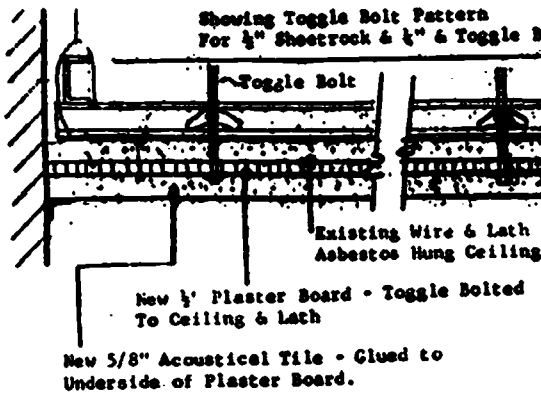 Showing Toggle Bolt Pattern
For ½" Sheetrock & ¼" & Toggle B
Toggle Bolt
Existing Wire & Lath
Asbestos Hung Ceiling
New ½' Plaster Board - Toggle Bolted
To Ceiling & Lath
New 5/8" Acoustical Tile - Glued to
Underside of Plaster Board.